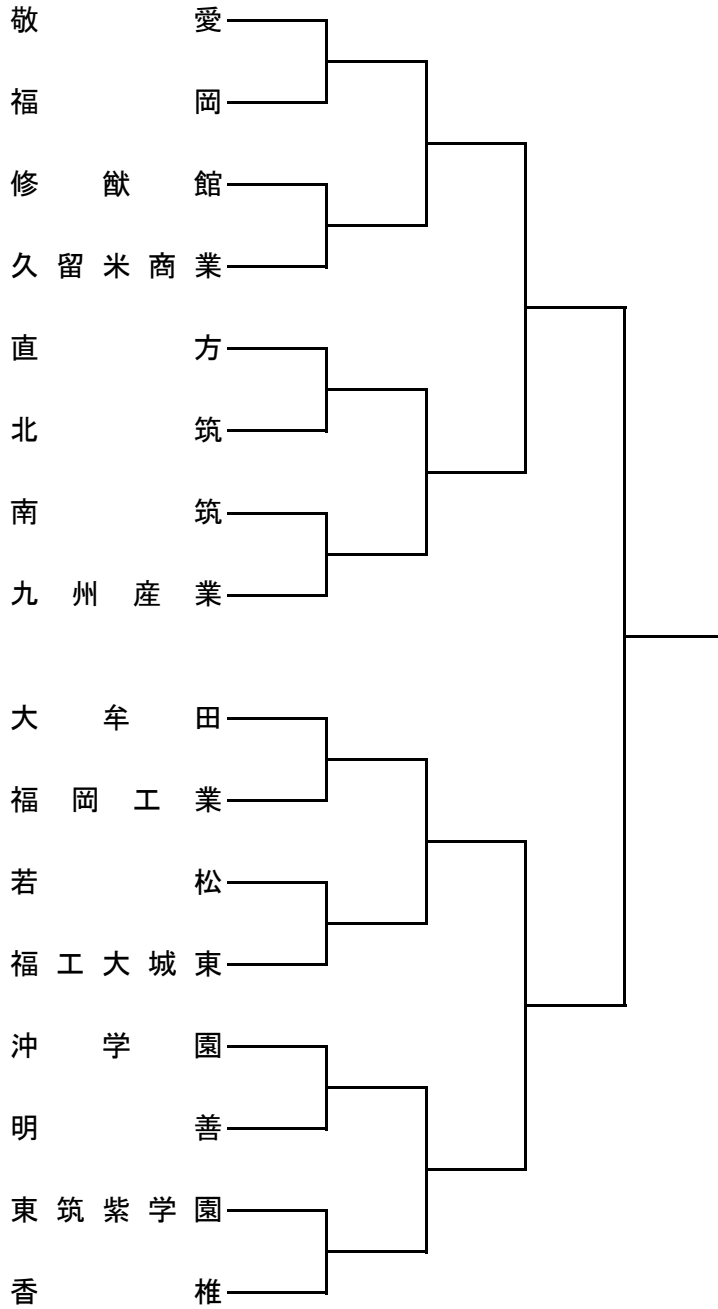 敬愛
福岡
修猷館
久留米商業
直方
北筑
南筑
九州産業
大牟田
福岡工業
若松
福工大城東
沖学園
明善
東筑紫学園
香椎